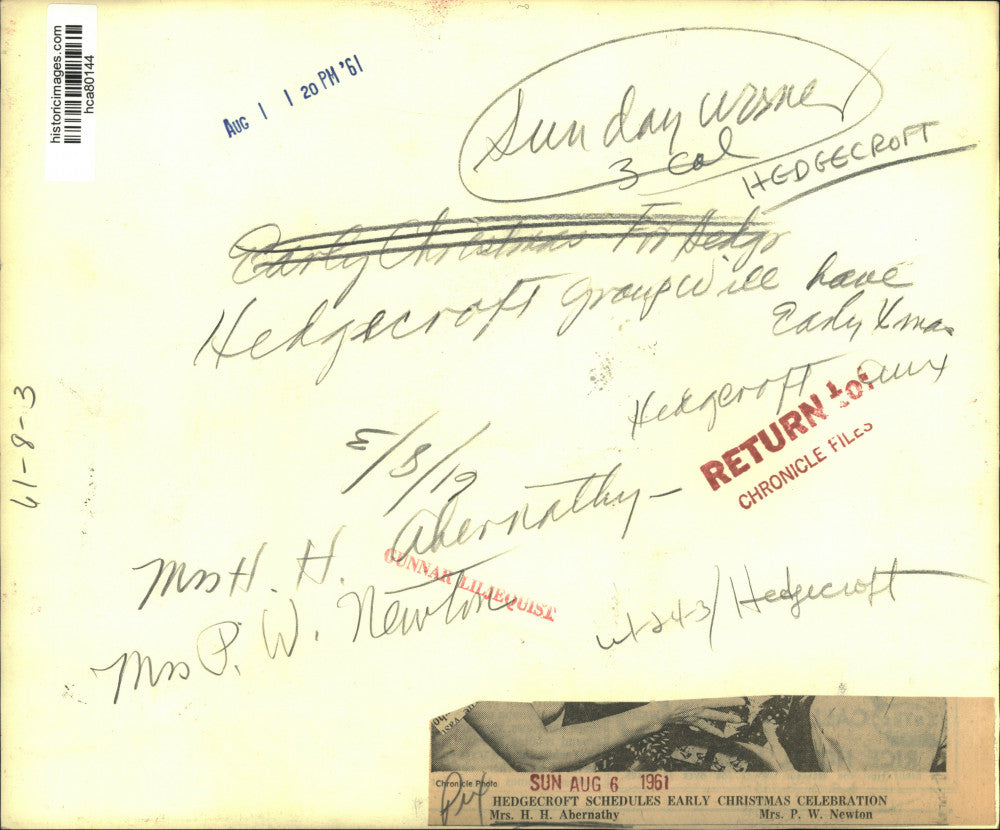 historicimages.com
hca80144
AUG 1 1 20 PM '61
Sunday
3 Col
HEDGECROFT
Early Christmas For Hedge
Hedgecroft group will have
Early Xmas
Hedgecroft Aux
RETURN TO:
CHRONICLE FILES
61-8-3
E/8/19
Mrs H. H. Abernathy-
GUNNAR LILJEQUIST
Mrs P. W. Newton
/Hedgecroft
Chronicle Photo
SUN AUG 6 1961
HEDGECROFT SCHEDULES EARLY CHRISTMAS CELEBRATION
Mrs. H. H. Abernathy Mrs. P. W. Newton